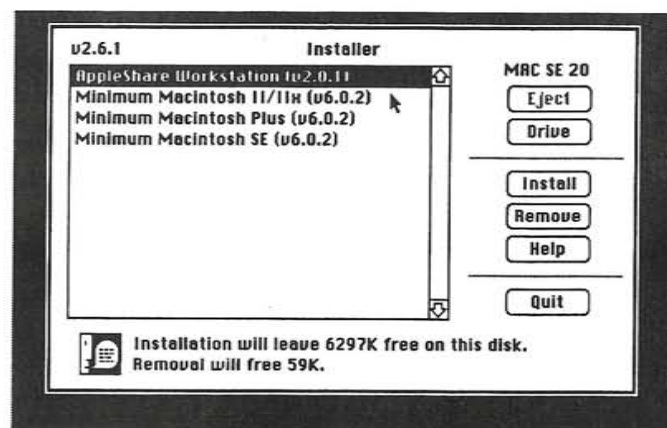 v2.6.1
Installer
AppleShare Workstation (v2.0.1)
Minimum Macintosh II/IIx (v6.0.2)
Minimum Macintosh Plus (v6.0.2)
Minimum Macintosh SE (v6.0.2)
MAC SE 20
Eject
Drive
Install
Remove
Help
Quit
Installation will leave 6297K free on this disk.
Removal will free 59K.